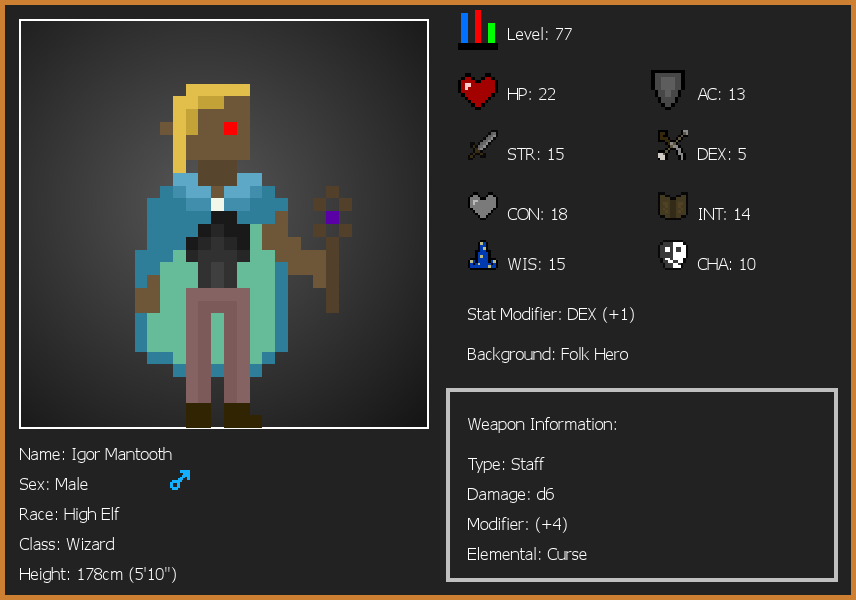 Level: 77
HP: 22
AC: 13
STR: 15
DEX: 5
CON: 18
INT: 14
WIS: 15
CHA: 10
Stat Modifier: DEX (+1)
Background: Folk Hero
Weapon Information:
Type: Staff
Damage: d6
Modifier: (+4)
Elemental: Curse
Name: Igor Mantooth
Sex: Male
Race: High Elf
Class: Wizard
Height: 178cm (5'10")